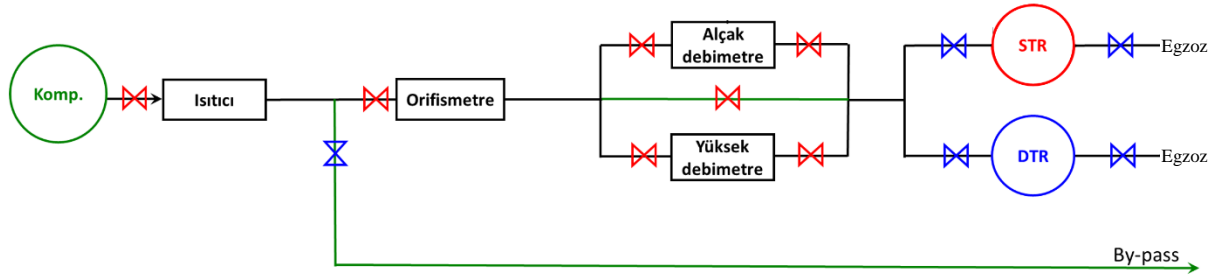 Komp.
Isıtıcı
Orifismetre
Alçak
debimetre
Yüksek
debimetre
STR
Egzoz
DTR
Egzoz
By-pass